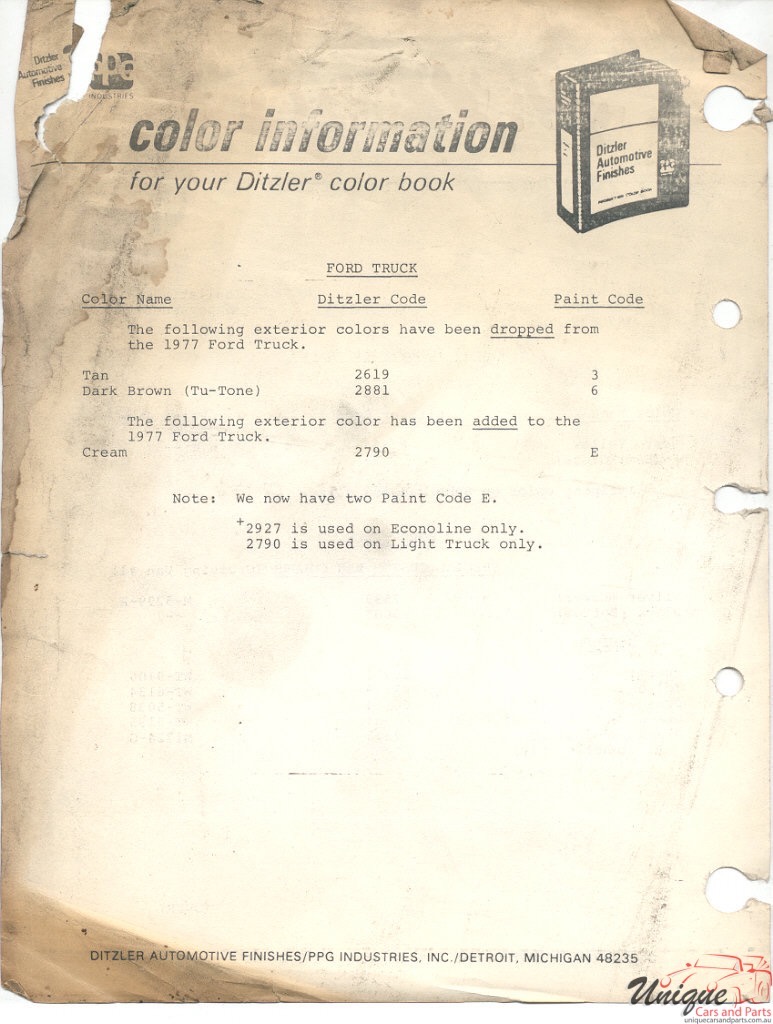 Ditzler
Automotive
Finishes
PPG
INDUSTRIES
color information
for your Ditzler® color book
Ditzler
Automotive
Finishes
PPG
FORD TRUCK
Color Name Ditzler Code Paint Code
The following exterior colors have been dropped from
the 1977 Ford Truck.
Tan 2619 3
Dark Brown (Tu-Tone) 2881 6
The following exterior color has been added to the
1977 Ford Truck.
Cream 2790 E
Note: We now have two Paint Code E.
+2927 is used on Econoline only.
2790 is used on Light Truck only.
DITZLER AUTOMOTIVE FINISHES/PPG INDUSTRIES, INC./DETROIT, MICHIGAN 48235
Unique
Cars and Parts
uniquecarsandparts.com.au